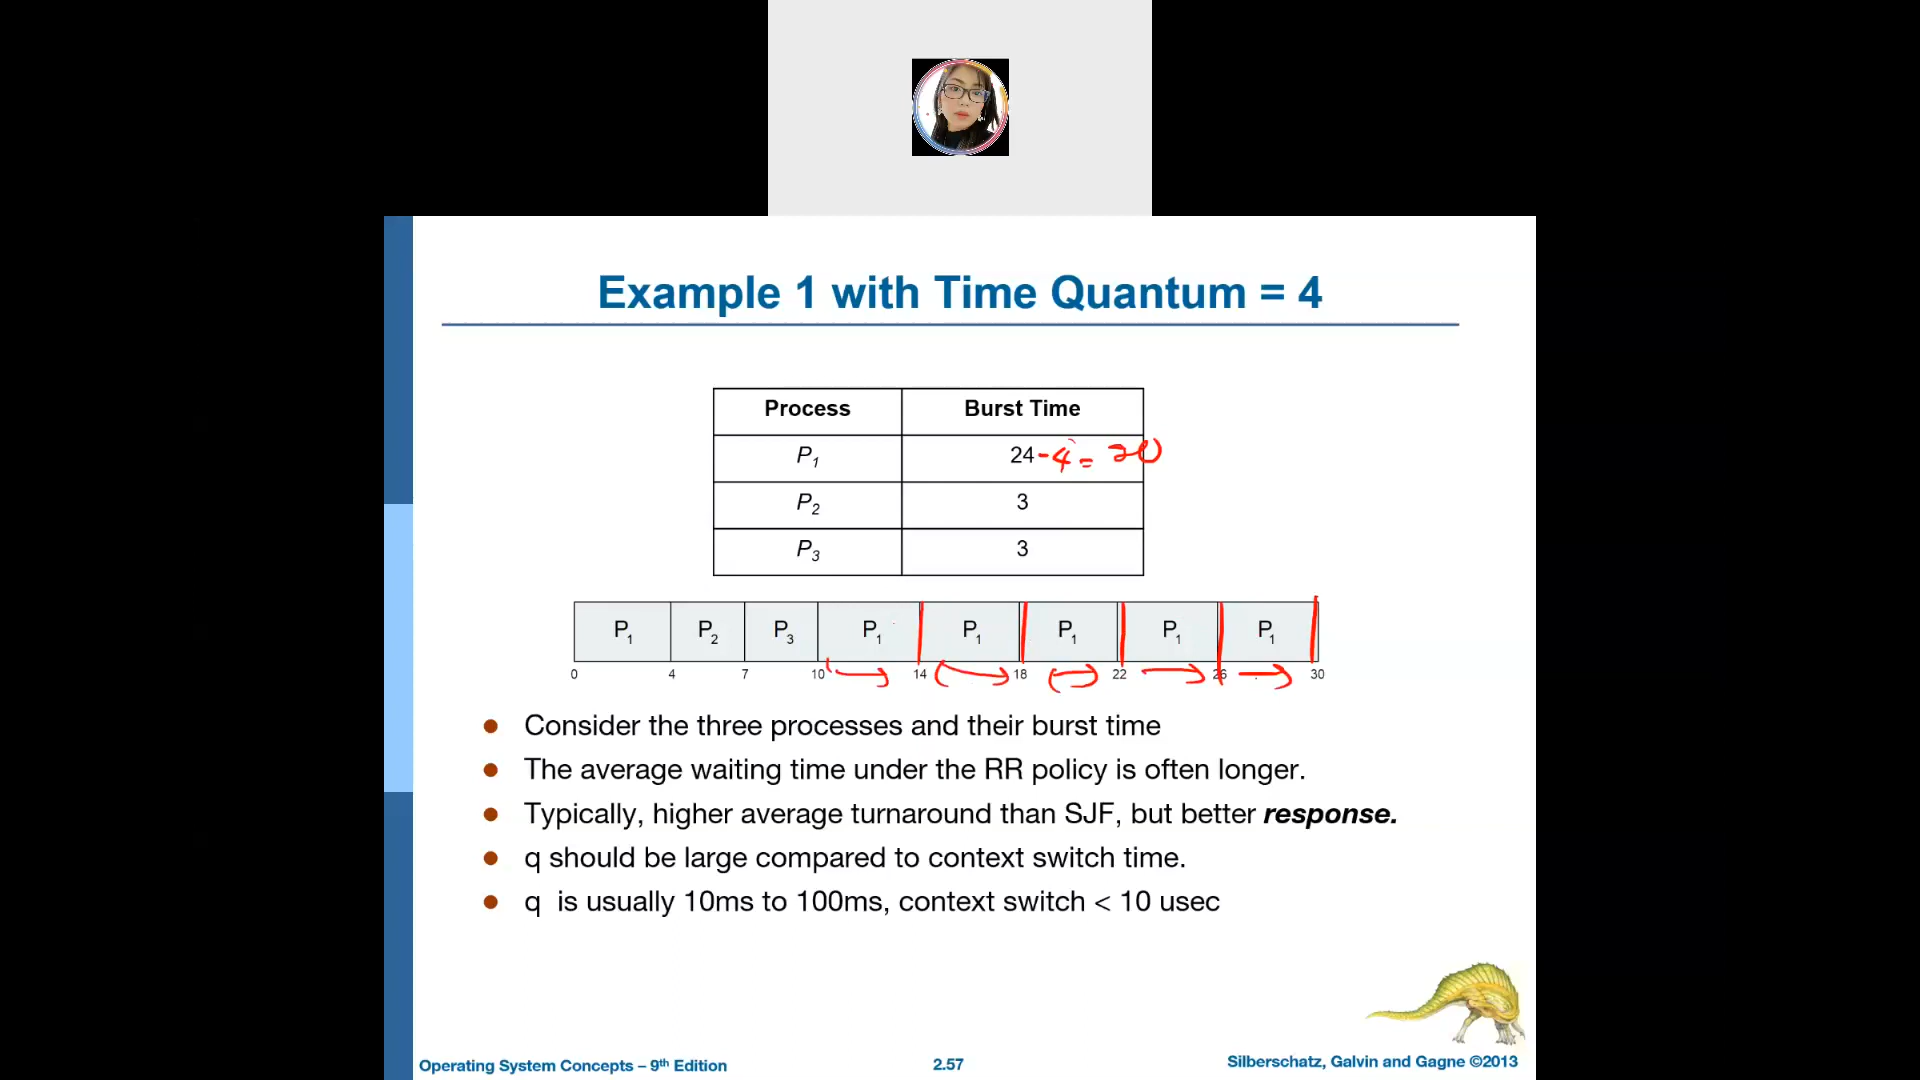 Example 1 with Time Quantum = 4
Process Burst Time
P1 24 -4 = 20
P2 3
P3 3
P1 P2 P3 P1 P1 P1 P1 P1
0 4 7 10 14 18 22 26 30
Consider the three processes and their burst time
The average waiting time under the RR policy is often longer.
Typically, higher average turnaround than SJF, but better response.
q should be large compared to context switch time.
q is usually 10ms to 100ms, context switch < 10 usec
Operating System Concepts – 9th Edition 2.57 Silberschatz, Galvin and Gagne ©2013